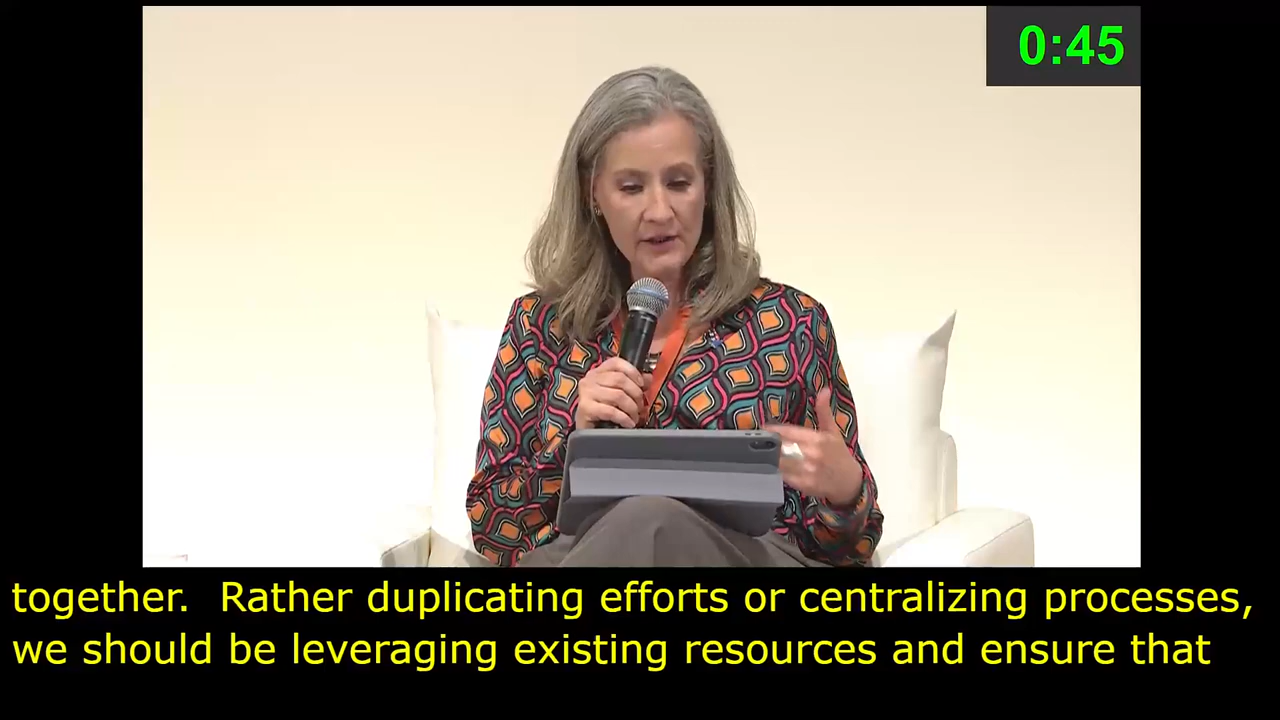 0:45
together.  Rather duplicating efforts or centralizing processes,
we should be leveraging existing resources and ensure that